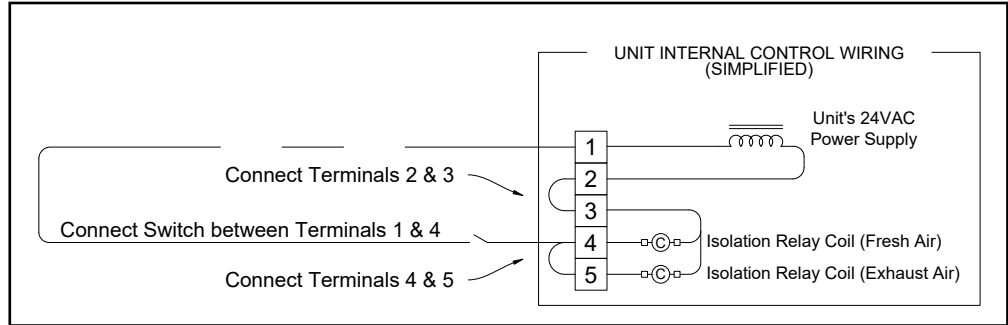 UNIT INTERNAL CONTROL WIRING
(SIMPLIFIED)
Unit's 24VAC
Power Supply
1
2
3
4
5
Connect Terminals 2 & 3
Connect Switch between Terminals 1 & 4
Connect Terminals 4 & 5
C
Isolation Relay Coil (Fresh Air)
C
Isolation Relay Coil (Exhaust Air)